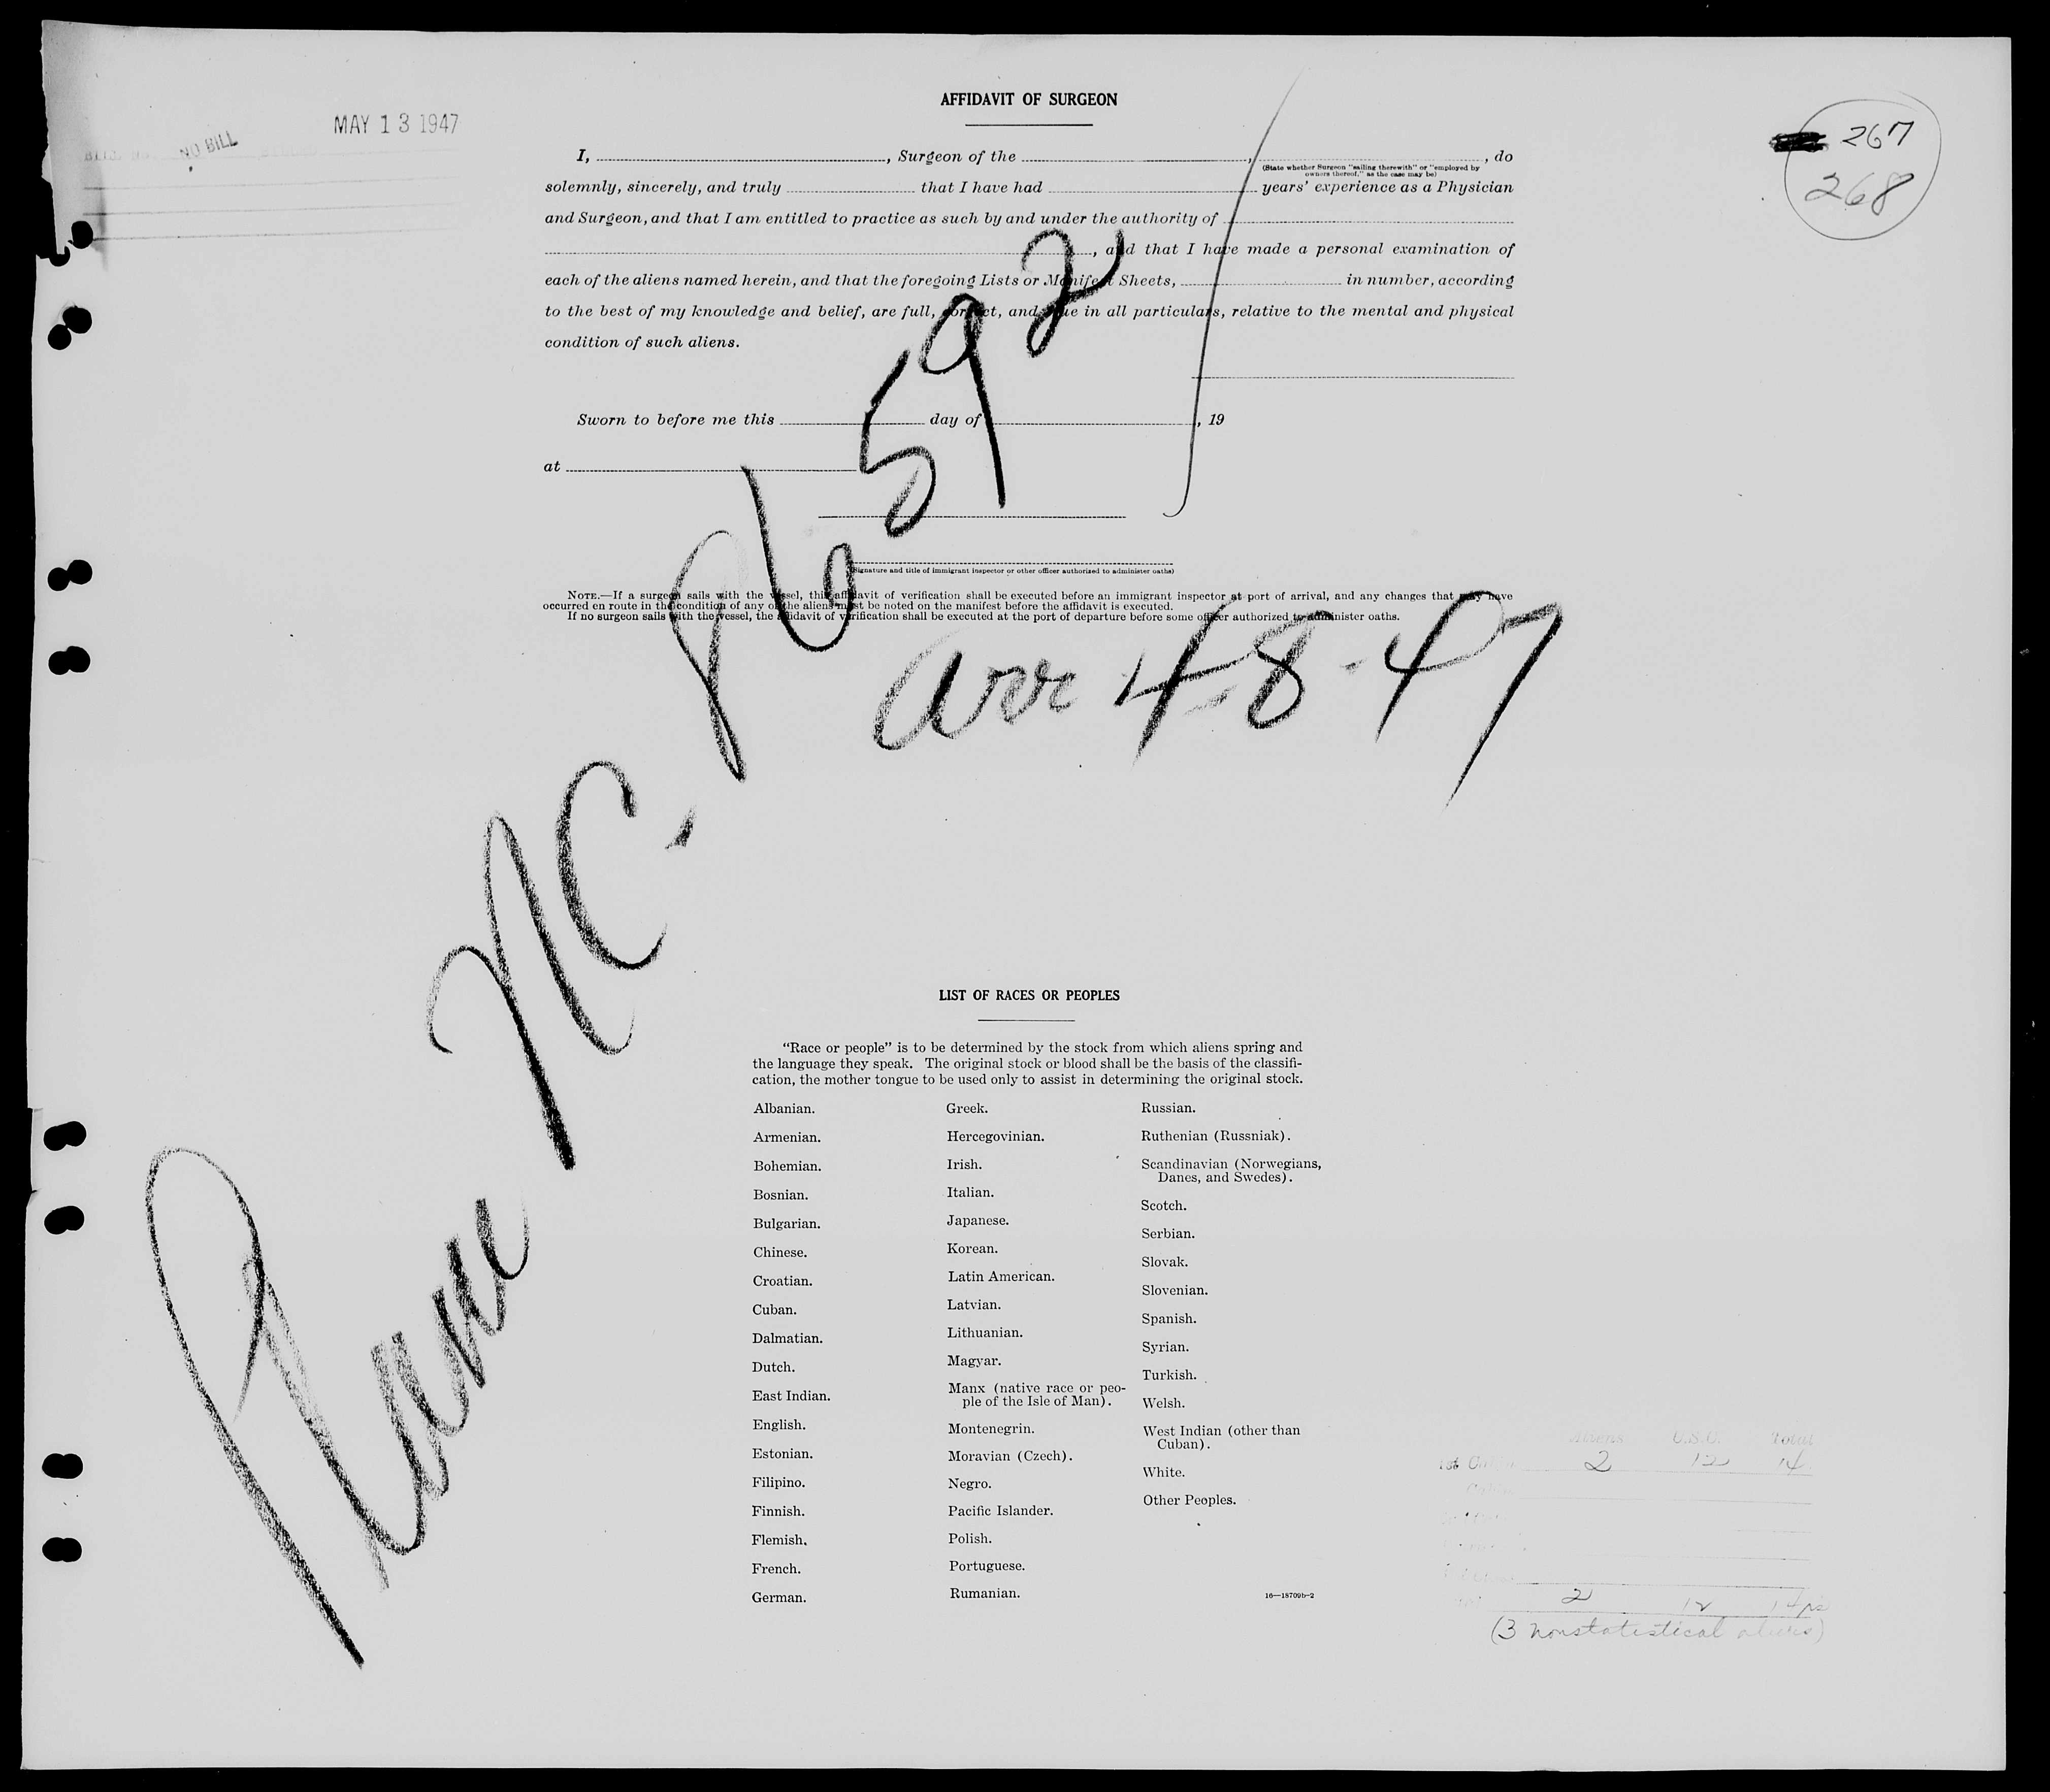 MAY 13 1947
NO BILL
267
268
AFFIDAVIT OF SURGEON
I, , Surgeon of the , , do
(State whether Surgeon "sailing therewith" or "employed by
owners thereof," as the case may be)
solemnly, sincerely, and truly that I have had years' experience as a Physician
and Surgeon, and that I am entitled to practice as such by and under the authority of
, and that I have made a personal examination of
each of the aliens named herein, and that the foregoing Lists or Manifest Sheets, in number, according
to the best of my knowledge and belief, are full, correct, and true in all particulars, relative to the mental and physical
condition of such aliens.
Sworn to before me this day of , 19
at
(Signature and title of immigrant inspector or other officer authorized to administer oaths)
NOTE.—If a surgeon sails with the vessel, this affidavit of verification shall be executed before an immigrant inspector at port of arrival, and any changes that may have
occurred en route in the condition of any of the aliens must be noted on the manifest before the affidavit is executed.
If no surgeon sails with the vessel, the affidavit of verification shall be executed at the port of departure before some officer authorized to administer oaths.
Plane NC-86592
arr 4-8-47
LIST OF RACES OR PEOPLES
"Race or people" is to be determined by the stock from which aliens spring and
the language they speak. The original stock or blood shall be the basis of the classifi-
cation, the mother tongue to be used only to assist in determining the original stock.
Albanian.
Armenian.
Bohemian.
Bosnian.
Bulgarian.
Chinese.
Croatian.
Cuban.
Dalmatian.
Dutch.
East Indian.
English.
Estonian.
Filipino.
Finnish.
Flemish.
French.
German.
Greek.
Hercegovinian.
Irish.
Italian.
Japanese.
Korean.
Latin American.
Latvian.
Lithuanian.
Magyar.
Manx (native race or peo-
ple of the Isle of Man).
Montenegrin.
Moravian (Czech).
Negro.
Pacific Islander.
Polish.
Portuguese.
Rumanian.
Russian.
Ruthenian (Russniak).
Scandinavian (Norwegians,
Danes, and Swedes).
Scotch.
Serbian.
Slovak.
Slovenian.
Spanish.
Syrian.
Turkish.
Welsh.
West Indian (other than
Cuban).
White.
Other Peoples.
16—18709b-2
Aliens U.S.C. Total
1st 2 12 14
2 12 14
(3 nonstatistical aliens)